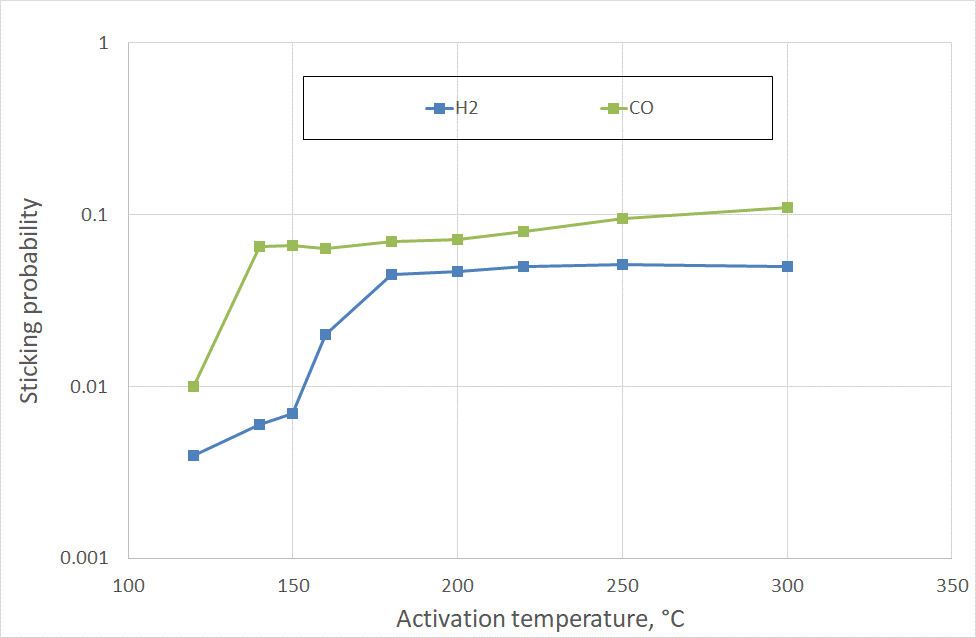 1
H2 CO
0.1
0.01
0.001
Sticking probability
100 150 200 250 300 350
Activation temperature, °C